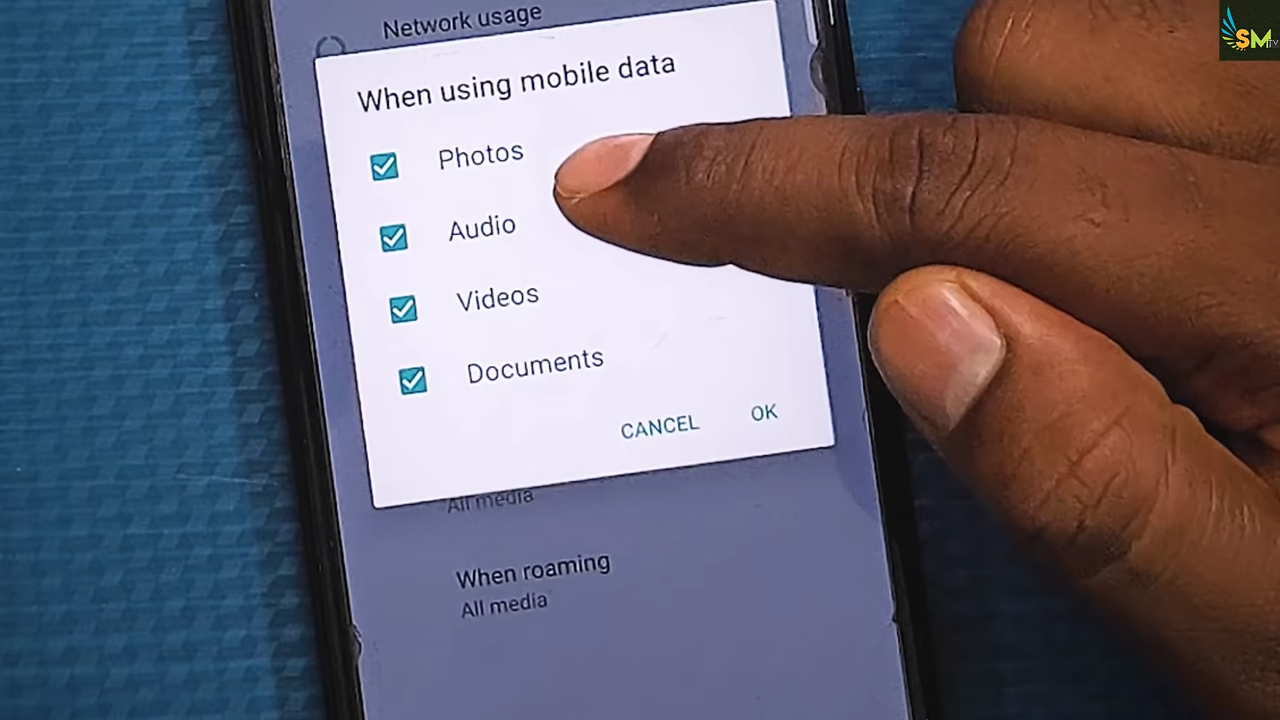 Network usage
When using mobile data
Photos
Audio
Videos
Documents
CANCEL
OK
All media
When roaming
All media
SM TV